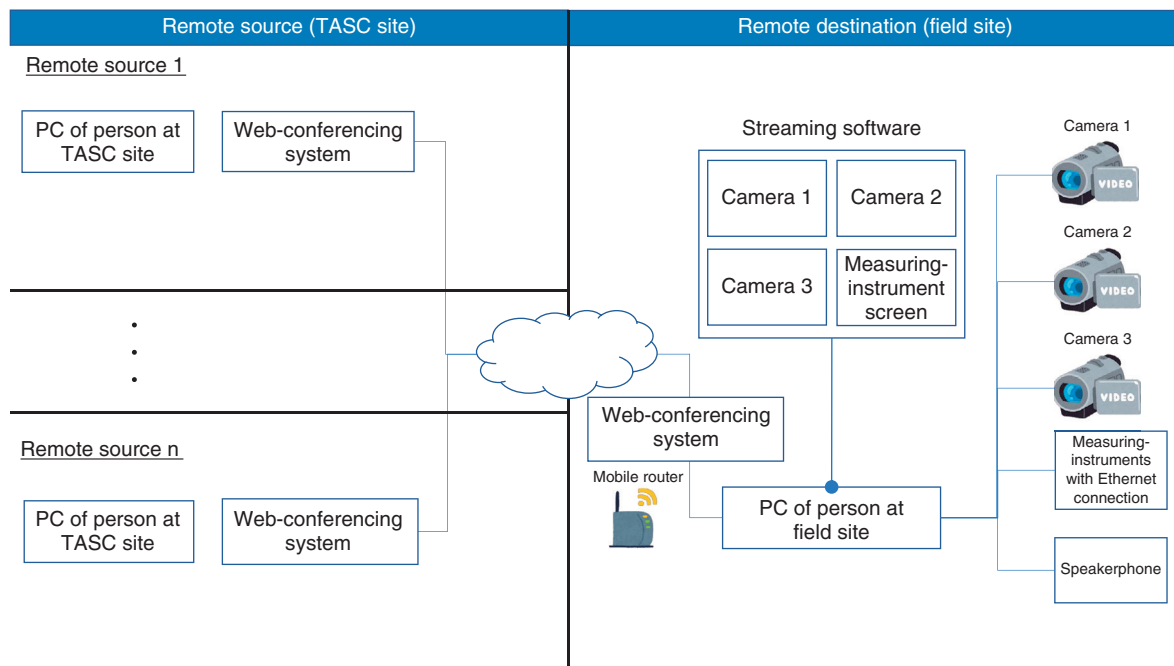 Remote source (TASC site)
Remote destination (field site)
Remote source 1
PC of person at
TASC site
Web-conferencing
system
Remote source n
PC of person at
TASC site
Web-conferencing
system
Streaming software
Camera 1
Camera 2
Camera 3
Measuring-
instrument
screen
Web-conferencing
system
Mobile router
PC of person at
field site
Camera 1
VIDEO
Camera 2
VIDEO
Camera 3
VIDEO
Measuring-
instruments
with Ethernet
connection
Speakerphone